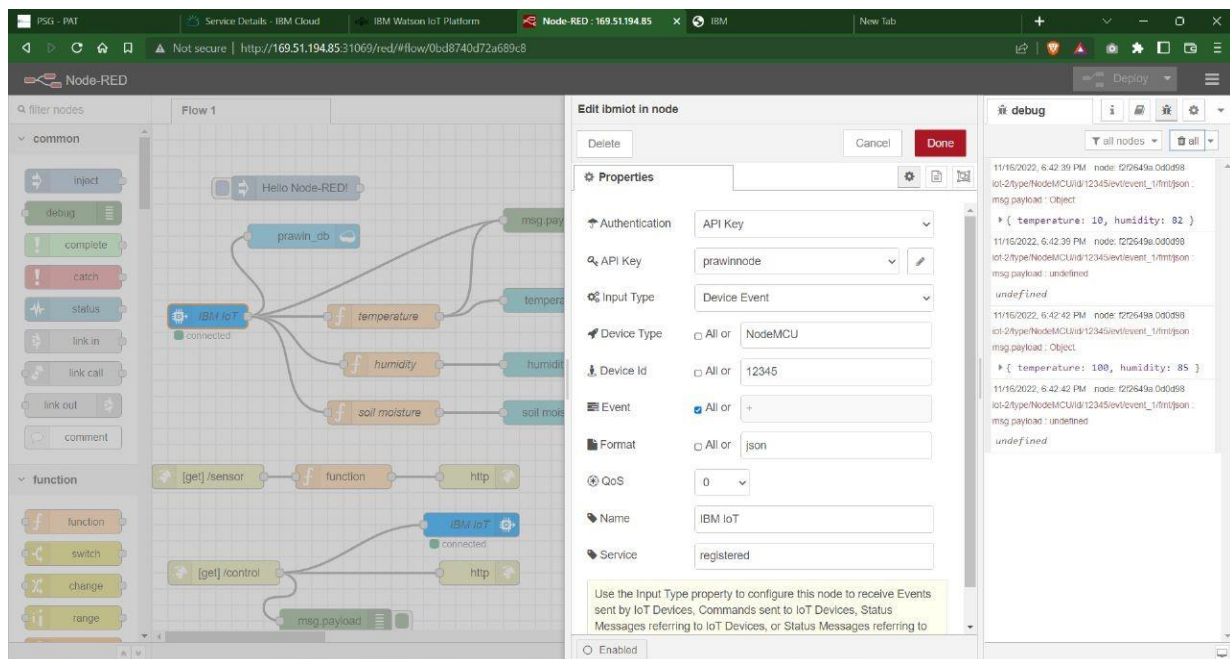 PSG - PAT
Service Details - IBM Cloud
IBM Watson IoT Platform
Node-RED : 169.51.194.85
IBM
New Tab
Not secure | http://169.51.194.85:31069/red/#flow/0bd8740d72a689c8
Node-RED
Deploy
filter nodes
common
inject
debug
complete
catch
status
link in
link call
link out
comment
function
function
switch
change
range
Flow 1
Hello Node-RED!
prawin_db
msg.pay
IBM IoT
connected
temperature
tempera
humidity
humidit
soil moisture
soil mois
[get] /sensor
function
http
IBM IoT
connected
[get] /control
http
msg.payload
Edit ibmiot in node
Delete
Cancel
Done
Properties
Authentication
API Key
API Key
prawinnode
Input Type
Device Event
Device Type
All or
NodeMCU
Device Id
All or
12345
Event
All or
+
Format
All or
json
QoS
0
Name
IBM IoT
Service
registered
Use the Input Type property to configure this node to receive Events
sent by IoT Devices, Commands sent to IoT Devices, Status
Messages referring to IoT Devices, or Status Messages referring to
Enabled
debug
all nodes
all
11/16/2022, 6:42:39 PM node: f2f2649a.0d0d98
iot-2/type/NodeMCU/id/12345/evt/event_1/fmt/json :
msg.payload : Object
{ temperature: 10, humidity: 82 }
11/16/2022, 6:42:39 PM node: f2f2649a.0d0d98
iot-2/type/NodeMCU/id/12345/evt/event_1/fmt/json :
msg.payload : undefined
undefined
11/16/2022, 6:42:42 PM node: f2f2649a.0d0d98
iot-2/type/NodeMCU/id/12345/evt/event_1/fmt/json :
msg.payload : Object
{ temperature: 100, humidity: 85 }
11/16/2022, 6:42:42 PM node: f2f2649a.0d0d98
iot-2/type/NodeMCU/id/12345/evt/event_1/fmt/json :
msg.payload : undefined
undefined